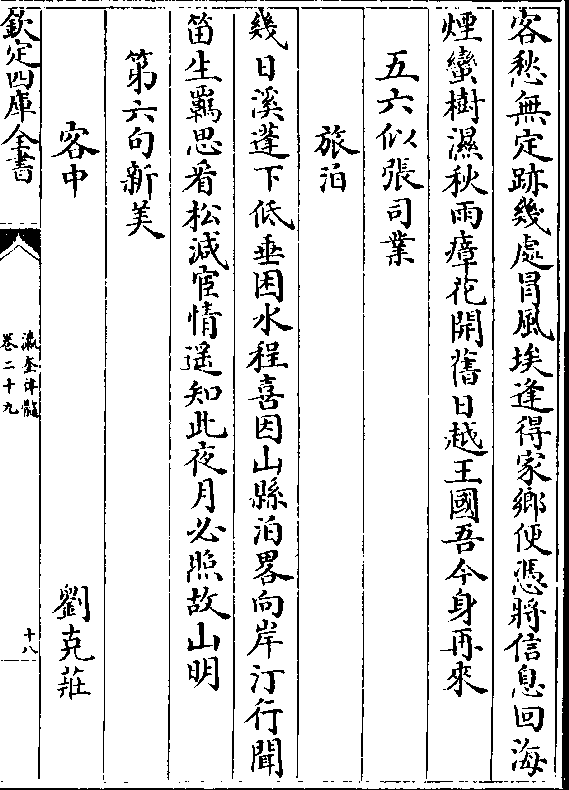 客愁無定跡幾處冐風埃逢得家鄉便憑將信息回海
煙蠻樹濕秋雨瘴花開舊日越王國吾今身再來
五六似張司業
旅泊
幾日溪蓬下低垂困水程喜因山縣泊畧向岸汀行聞
笛生羈思看松減宦情遥知此夜月必照故山明
第六句新美
客中 劉克莊
欽定四庫全書
瀛奎律髓
卷二十九
十八